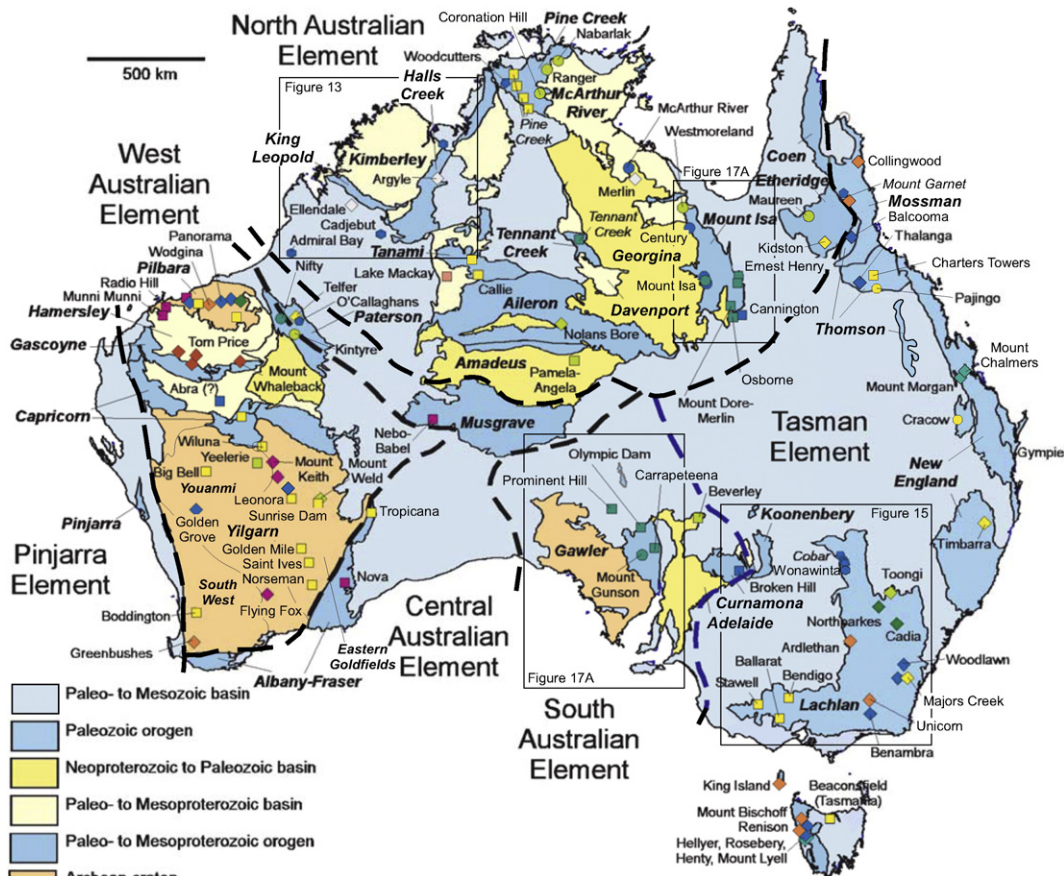 North Australian
Element
Coronation Hill
Pine Creek
Nabarlak
Woodcutters
500 km
Figure 13
Halls
Creek
Ranger
McArthur
River
Pine
Creek
McArthur River
Westmoreland
King
Leopold
Kimberley
Argyle
West
Australian
Element
Merlin
Figure 17A
Coen
Collingwood
Etheridge
Maureen
Mount Garnet
Mossman
Balcooma
Ellendale
Cadjebut
Admiral Bay
Tanami
Tennant
Creek
Tennant
Creek
Mount Isa
Century
Georgina
Kidston
Ernest Henry
Thalanga
Charters Towers
Pajingo
Panorama
Wodgina
Pilbara
Radio Hill
Munni Munni
Hamersley
Nifty
Telfer
O'Callaghans
Paterson
Lake Mackay
Callie
Aileron
Mount Isa
Davenport
Cannington
Thomson
Gascoyne
Tom Price
Kintyre
Nolans Bore
Amadeus
Pamela-
Angela
Osborne
Mount
Chalmers
Mount Morgan
Abra (?)
Mount
Whaleback
Mount Dore-
Merlin
Capricorn
Musgrave
Nebo-
Babel
Tasman
Element
Cracow
Gympie
Wiluna
Yeelerie
Big Bell
Mount
Keith
Mount
Weld
Youanmi
Leonora
Sunrise Dam
Tropicana
Olympic Dam
Prominent Hill
Carrapeteena
Beverley
New
England
Pinjarra
Golden
Grove
Yilgarn
Koonenbery
Figure 15
Timbarra
Pinjarra
Element
Golden Mile
Saint Ives
Norseman
South
West
Flying Fox
Nova
Gawler
Mount
Gunson
Cobar
Wonawinta
Broken Hill
Toongi
Boddington
Central
Australian
Element
Curnamona
Adelaide
Northparkes
Cadia
Greenbushes
Eastern
Goldfields
Albany-Fraser
Ardlethan
Ballarat
Bendigo
Stawell
Woodlawn
Figure 17A
Lachlan
Majors Creek
Unicorn
Benambra
South
Australian
Element
Paleo- to Mesozoic basin
Paleozoic orogen
Neoproterozoic to Paleozoic basin
Paleo- to Mesoproterozoic basin
Paleo- to Mesoproterozoic orogen
Archean craton
King Island
Beaconsfield
(Tasmania)
Mount Bischoff
Renison
Hellyer, Rosebery,
Henty, Mount Lyell